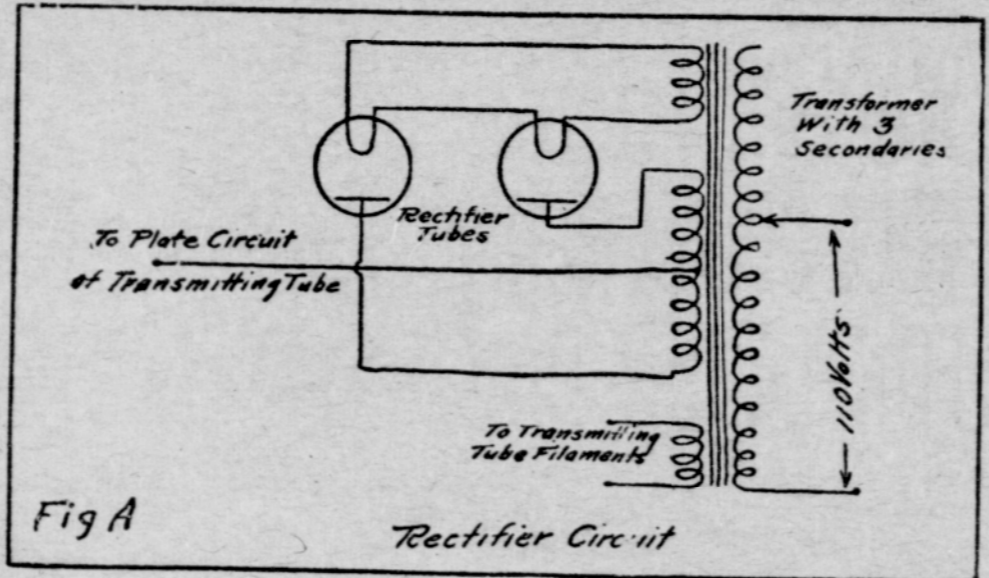 Transformer
With 3
Secondaries
Rectifier
Tubes
To Plate Circuit
of Transmitting Tube
110 Volts
To Transmitting
Tube Filaments
Fig A
Rectifier Circuit